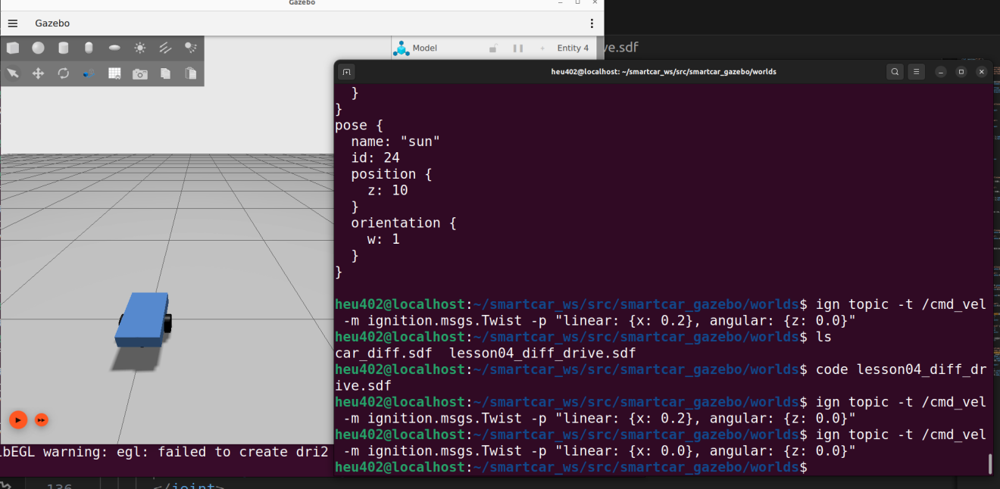 Gazebo
Gazebo
Model
Entity 4
ve.sdf
heu402@localhost: ~/smartcar_ws/src/smartcar_gazebo/worlds
  }
}
pose {
  name: "sun"
  id: 24
  position {
    z: 10
  }
  orientation {
    w: 1
  }
}
heu402@localhost:~/smartcar_ws/src/smartcar_gazebo/worlds$ ign topic -t /cmd_vel
 -m ignition.msgs.Twist -p "linear: {x: 0.2}, angular: {z: 0.0}"
heu402@localhost:~/smartcar_ws/src/smartcar_gazebo/worlds$ ls
car_diff.sdf  lesson04_diff_drive.sdf
heu402@localhost:~/smartcar_ws/src/smartcar_gazebo/worlds$ code lesson04_diff_dr
ive.sdf
heu402@localhost:~/smartcar_ws/src/smartcar_gazebo/worlds$ ign topic -t /cmd_vel
 -m ignition.msgs.Twist -p "linear: {x: 0.2}, angular: {z: 0.0}"
heu402@localhost:~/smartcar_ws/src/smartcar_gazebo/worlds$ ign topic -t /cmd_vel
 -m ignition.msgs.Twist -p "linear: {x: 0.0}, angular: {z: 0.0}"
heu402@localhost:~/smartcar_ws/src/smartcar_gazebo/worlds$
ibEGL warning: egl: failed to create dri2
136 </joint>